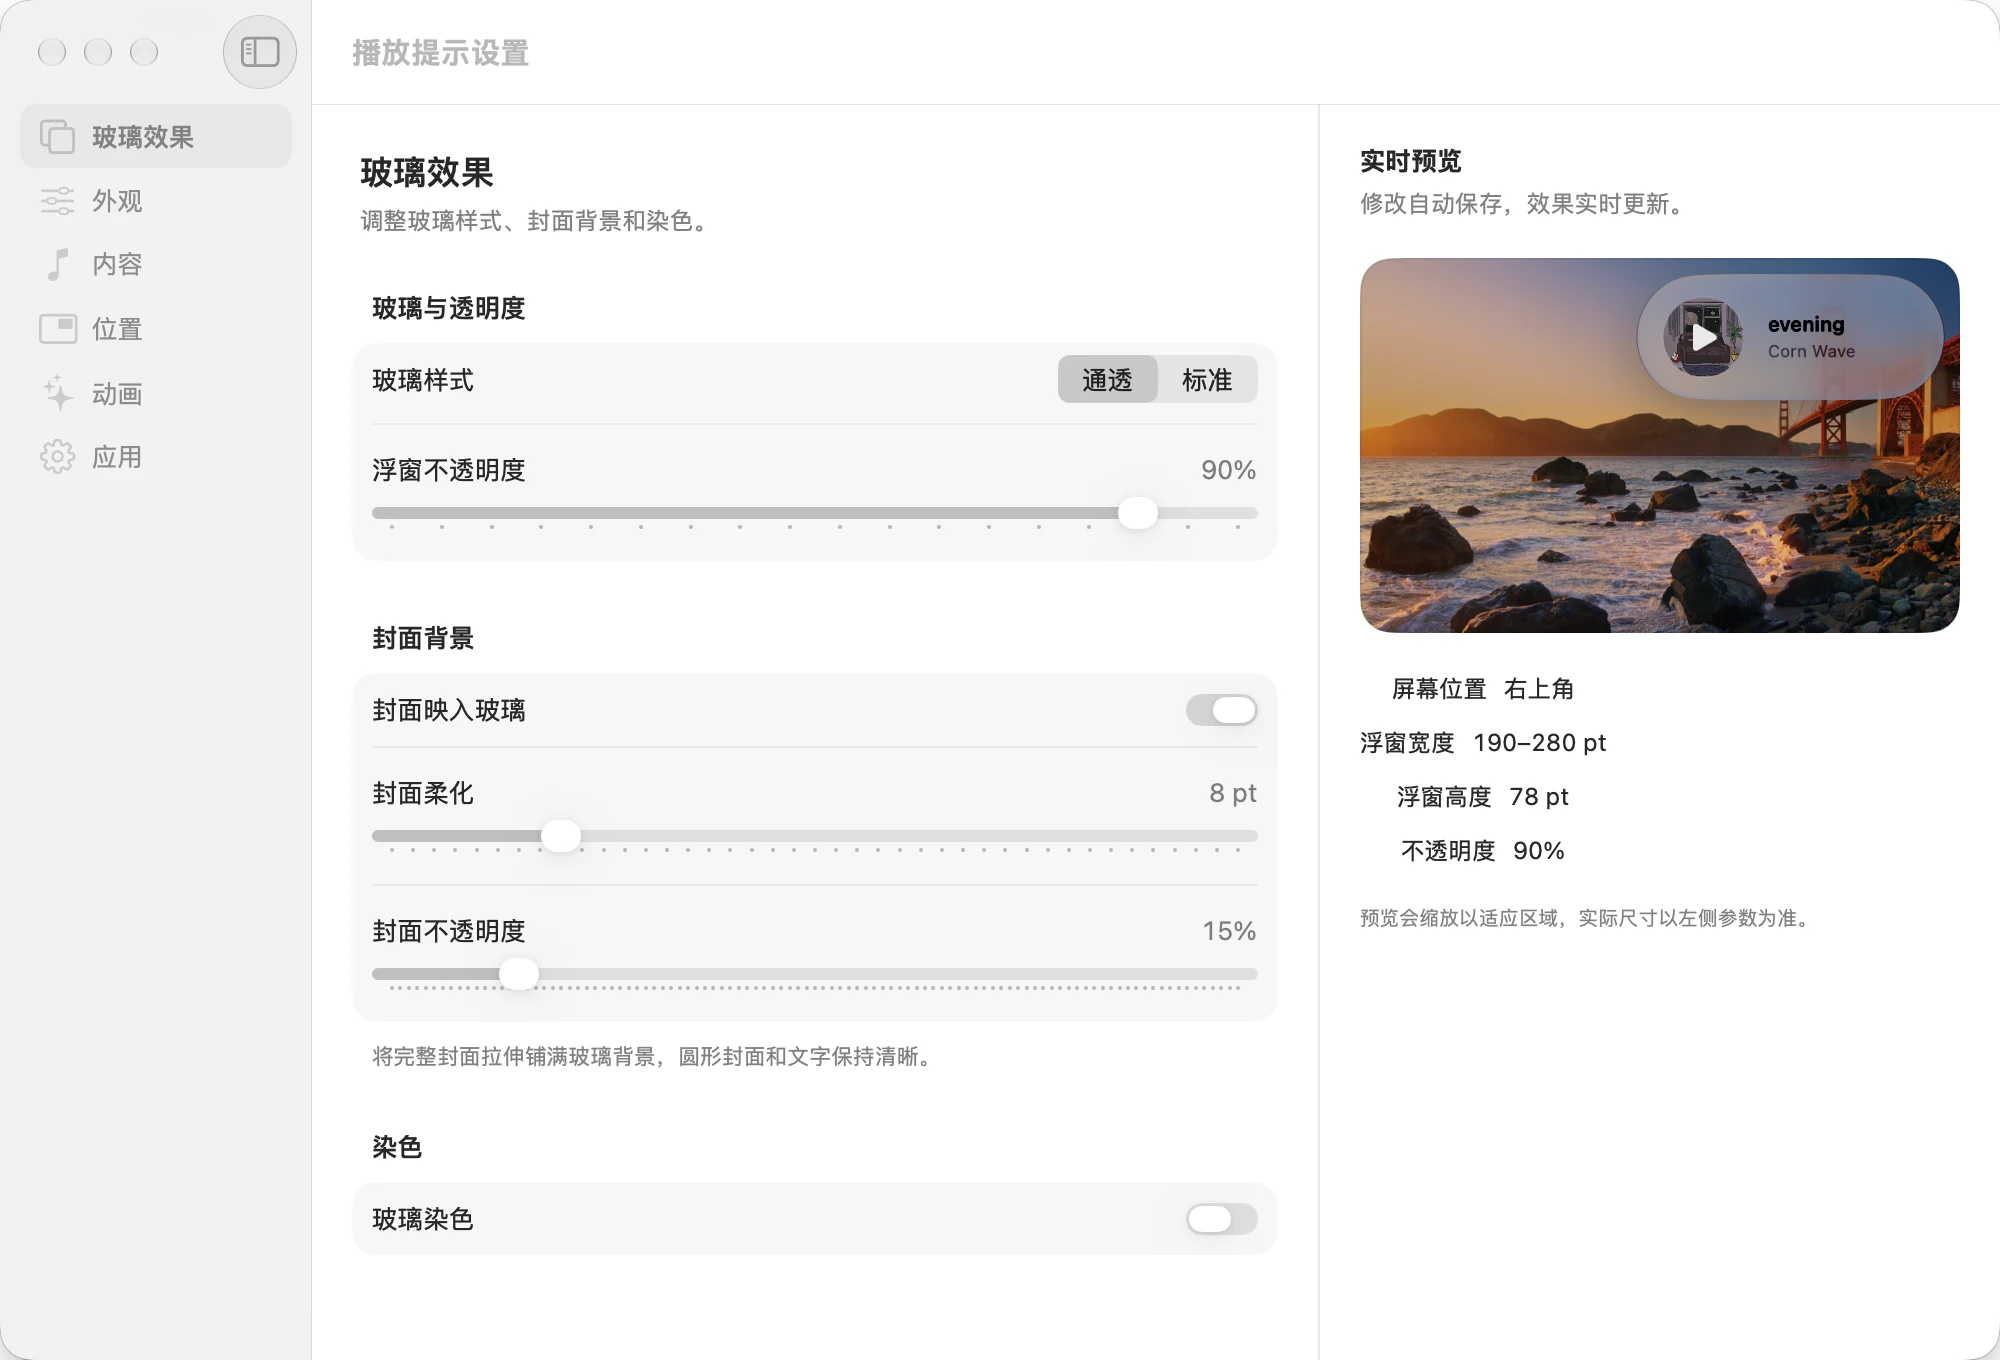 播放提示设置
玻璃效果
外观
内容
位置
动画
应用
玻璃效果
调整玻璃样式、封面背景和染色。
玻璃与透明度
玻璃样式
通透
标准
浮窗不透明度
90%
封面背景
封面映入玻璃
封面柔化
8 pt
封面不透明度
15%
将完整封面拉伸铺满玻璃背景，圆形封面和文字保持清晰。
染色
玻璃染色
实时预览
修改自动保存，效果实时更新。
evening
Corn Wave
屏幕位置 右上角
浮窗宽度 190–280 pt
浮窗高度 78 pt
不透明度 90%
预览会缩放以适应区域，实际尺寸以左侧参数为准。